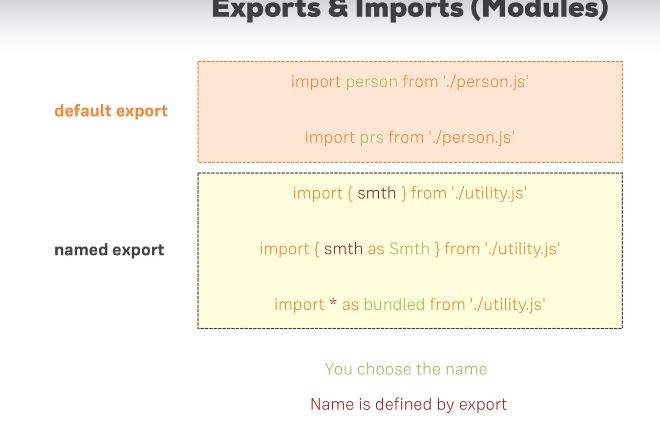 Exports & Imports (Modules)
default export
import person from './person.js'
import prs from './person.js'
named export
import { smth } from './utility.js'
import { smth as Smth } from './utility.js'
import * as bundled from './utility.js'
You choose the name
Name is defined by export